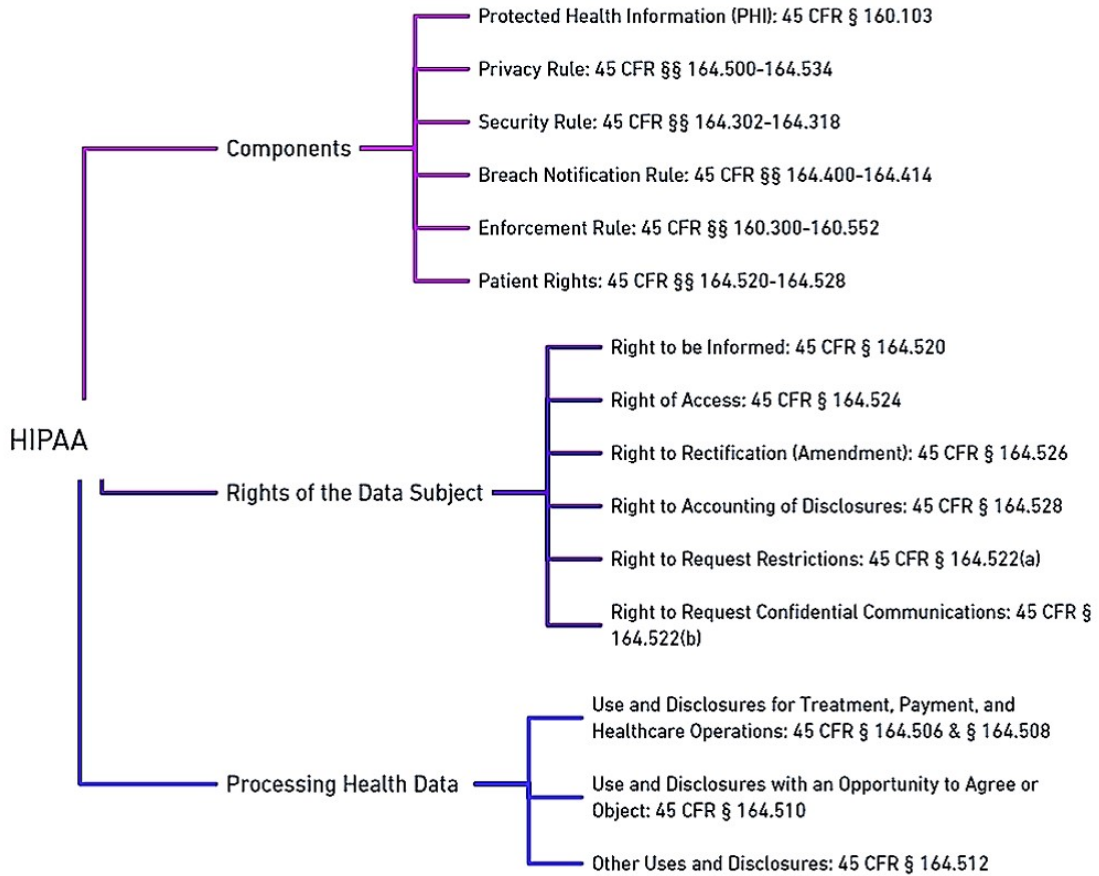 HIPAA
Components
Protected Health Information (PHI): 45 CFR § 160.103
Privacy Rule: 45 CFR §§ 164.500-164.534
Security Rule: 45 CFR §§ 164.302-164.318
Breach Notification Rule: 45 CFR §§ 164.400-164.414
Enforcement Rule: 45 CFR §§ 160.300-160.552
Patient Rights: 45 CFR §§ 164.520-164.528
Rights of the Data Subject
Right to be Informed: 45 CFR § 164.520
Right of Access: 45 CFR § 164.524
Right to Rectification (Amendment): 45 CFR § 164.526
Right to Accounting of Disclosures: 45 CFR § 164.528
Right to Request Restrictions: 45 CFR § 164.522(a)
Right to Request Confidential Communications: 45 CFR §
164.522(b)
Processing Health Data
Use and Disclosures for Treatment, Payment, and
Healthcare Operations: 45 CFR § 164.506 & § 164.508
Use and Disclosures with an Opportunity to Agree or
Object: 45 CFR § 164.510
Other Uses and Disclosures: 45 CFR § 164.512